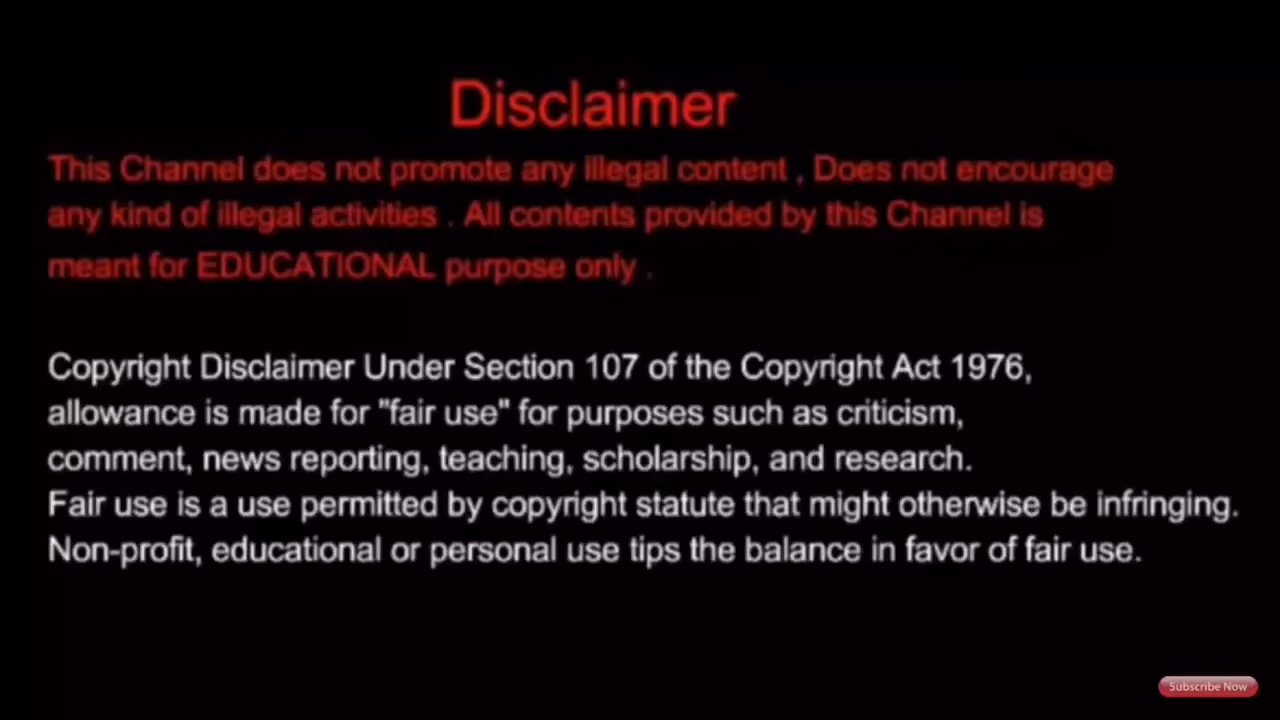 Disclaimer
This Channel does not promote any illegal content , Does not encourage
any kind of illegal activities . All contents provided by this Channel is
meant for EDUCATIONAL purpose only .
Copyright Disclaimer Under Section 107 of the Copyright Act 1976,
allowance is made for "fair use" for purposes such as criticism,
comment, news reporting, teaching, scholarship, and research.
Fair use is a use permitted by copyright statute that might otherwise be infringing.
Non-profit, educational or personal use tips the balance in favor of fair use.
Subscribe Now